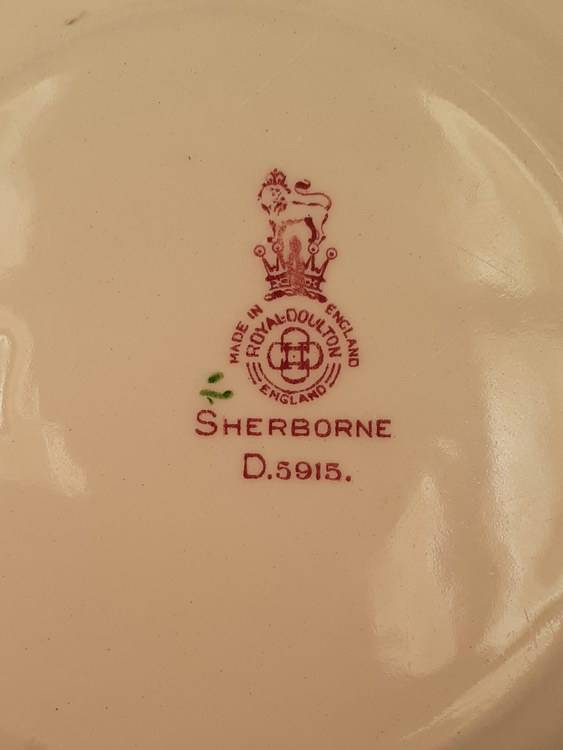 MADE IN ENGLAND
ROYAL-DOULTON
ENGLAND
SHERBORNE
D.5915.